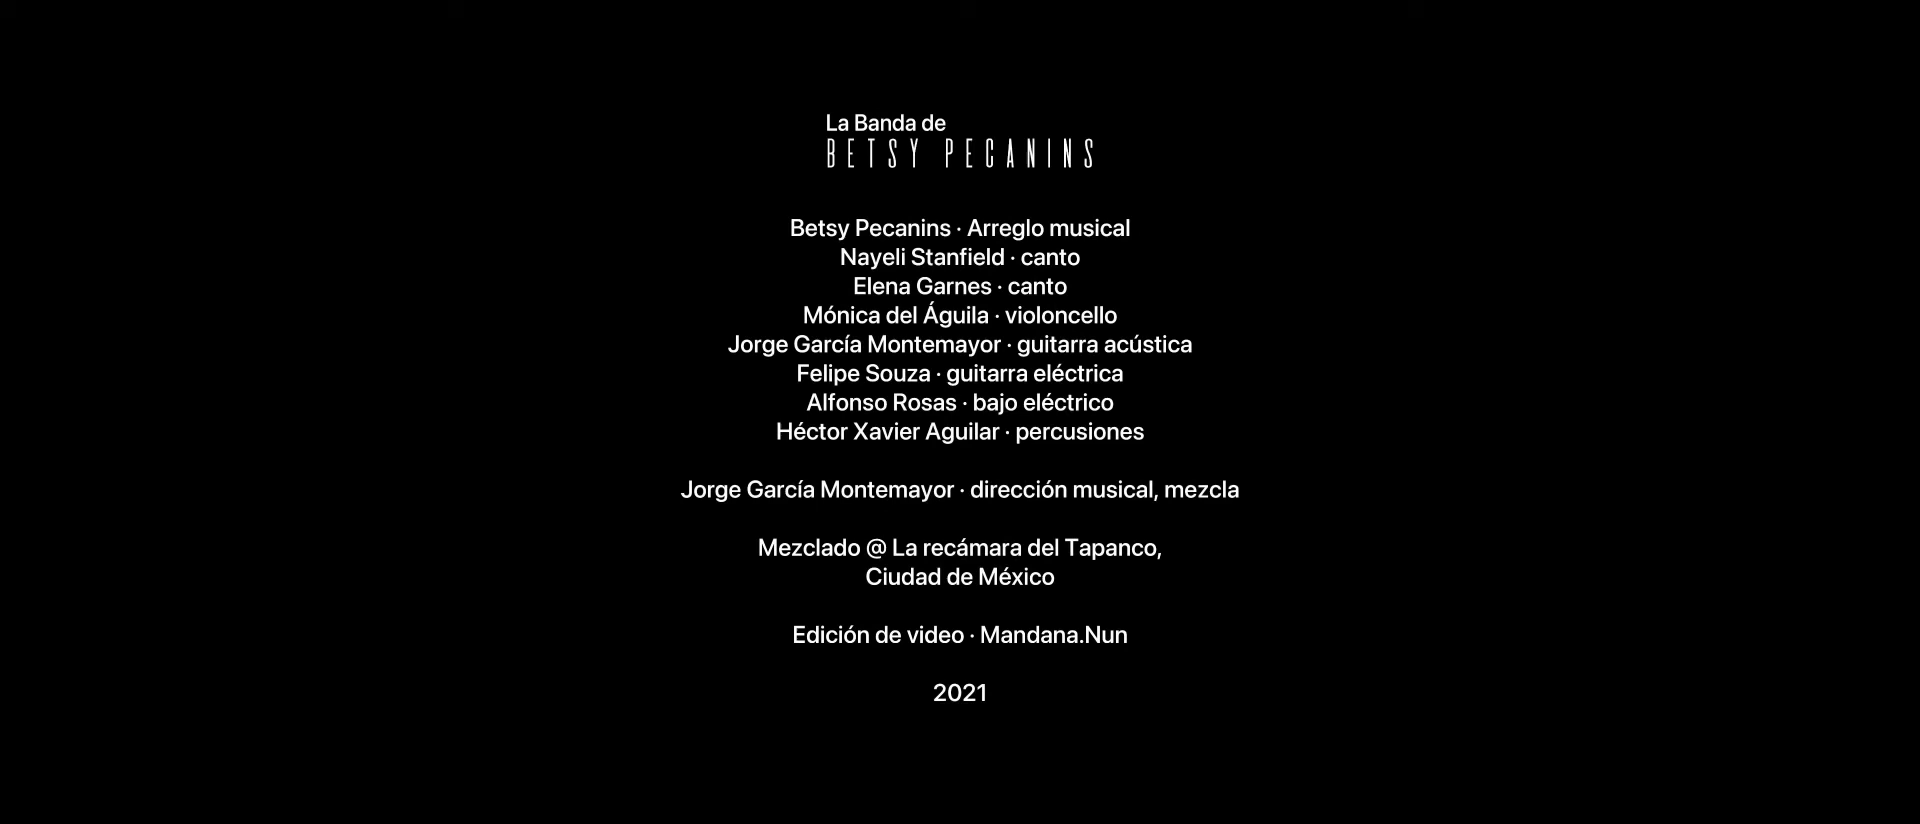 La Banda de
BETSY PECANINS
Betsy Pecanins · Arreglo musical
Nayeli Stanfield · canto
Elena Garnes · canto
Mónica del Águila · violoncello
Jorge García Montemayor · guitarra acústica
Felipe Souza · guitarra eléctrica
Alfonso Rosas · bajo eléctrico
Héctor Xavier Aguilar · percusiones
Jorge García Montemayor · dirección musical, mezcla
Mezclado @ La recámara del Tapanco,
Ciudad de México
Edición de video · Mandana.Nun
2021